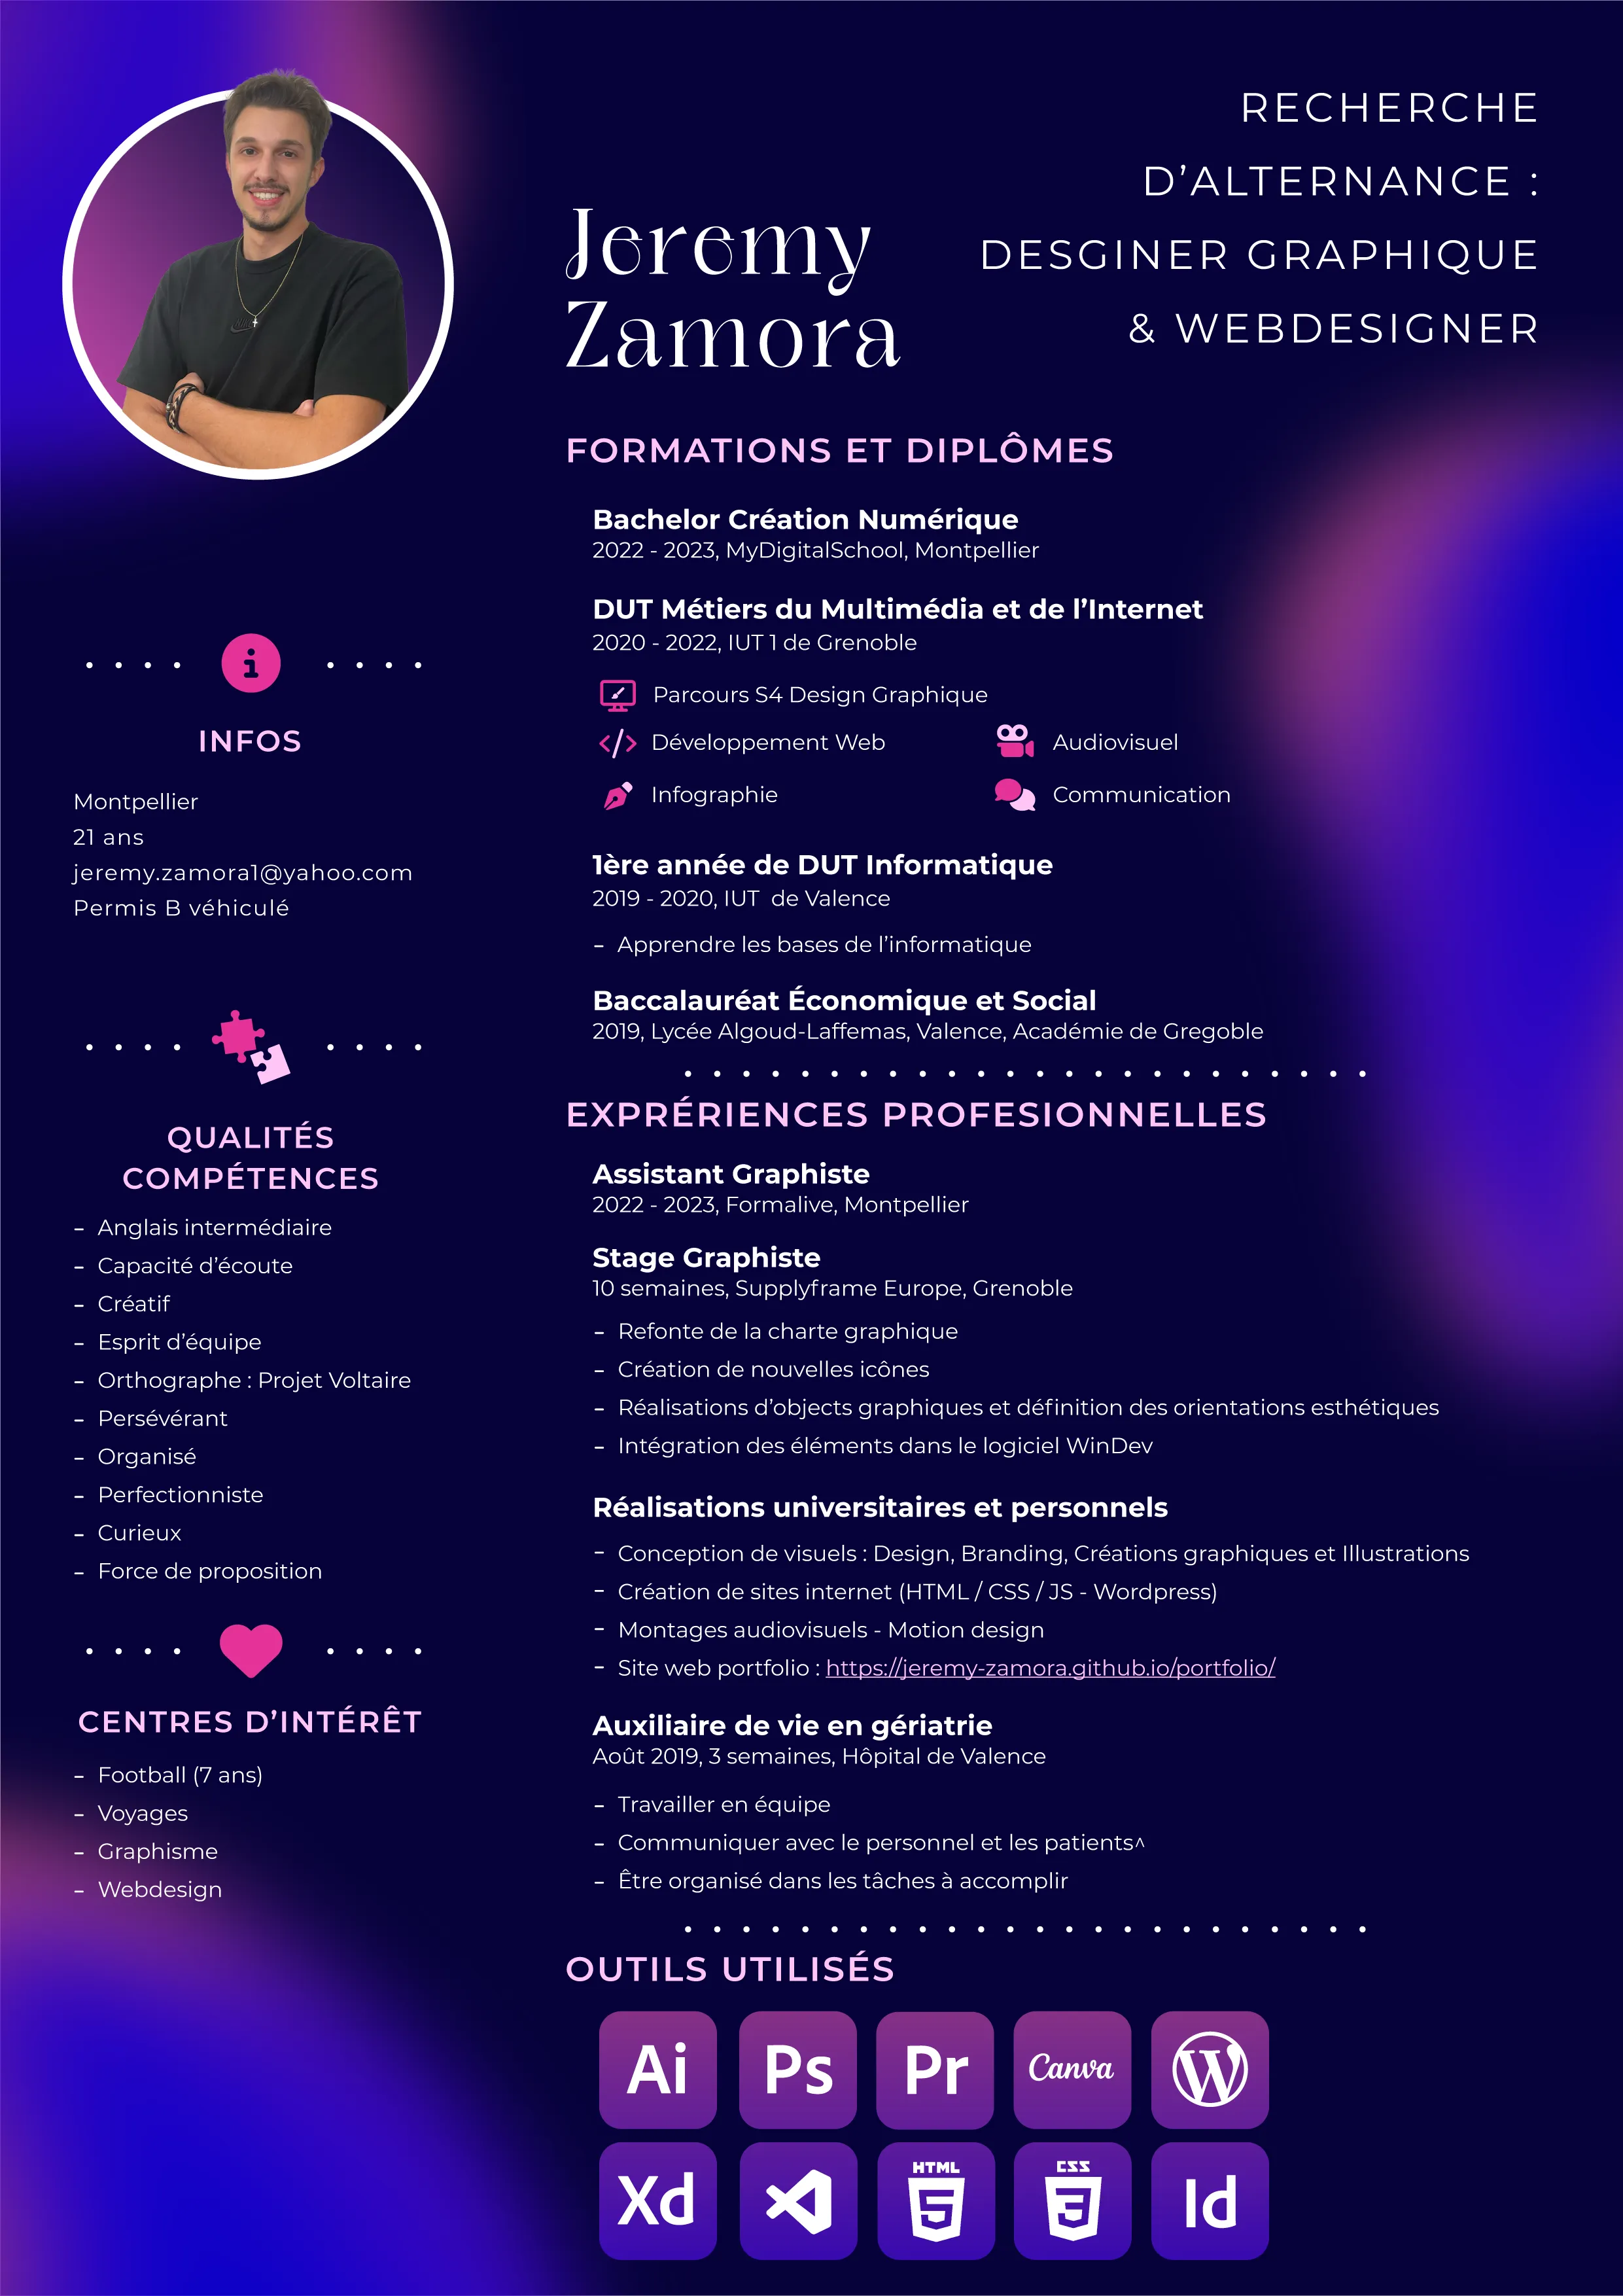 RECHERCHE
D’ALTERNANCE :
DESGINER GRAPHIQUE
& WEBDESIGNER
Jeremy
Zamora
INFOS
Montpellier
21 ans
jeremy.zamora1@yahoo.com
Permis B véhiculé
QUALITÉS
COMPÉTENCES
- Anglais intermédiaire
- Capacité d’écoute
- Créatif
- Esprit d’équipe
- Orthographe : Projet Voltaire
- Persévérant
- Organisé
- Perfectionniste
- Curieux
- Force de proposition
CENTRES D’INTÉRÊT
- Football (7 ans)
- Voyages
- Graphisme
- Webdesign
FORMATIONS ET DIPLÔMES
Bachelor Création Numérique
2022 - 2023, MyDigitalSchool, Montpellier
DUT Métiers du Multimédia et de l’Internet
2020 - 2022, IUT 1 de Grenoble
Parcours S4 Design Graphique
Développement Web
Audiovisuel
Infographie
Communication
1ère année de DUT Informatique
2019 - 2020, IUT de Valence
- Apprendre les bases de l’informatique
Baccalauréat Économique et Social
2019, Lycée Algoud-Laffemas, Valence, Académie de Gregoble
EXPRÉRIENCES PROFESIONNELLES
Assistant Graphiste
2022 - 2023, Formalive, Montpellier
Stage Graphiste
10 semaines, Supplyframe Europe, Grenoble
- Refonte de la charte graphique
- Création de nouvelles icônes
- Réalisations d’objects graphiques et définition des orientations esthétiques
- Intégration des éléments dans le logiciel WinDev
Réalisations universitaires et personnels
- Conception de visuels : Design, Branding, Créations graphiques et Illustrations
- Création de sites internet (HTML / CSS / JS - Wordpress)
- Montages audiovisuels - Motion design
- Site web portfolio : https://jeremy-zamora.github.io/portfolio/
Auxiliaire de vie en gériatrie
Août 2019, 3 semaines, Hôpital de Valence
- Travailler en équipe
- Communiquer avec le personnel et les patients^
- Être organisé dans les tâches à accomplir
OUTILS UTILISÉS
Ai Ps Pr Canva W
Xd HTML 5 CSS 3 Id